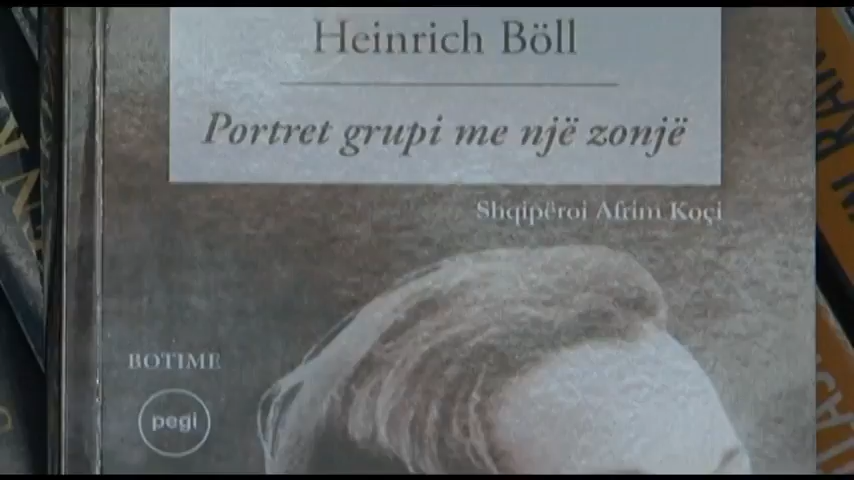 Heinrich Böll
Portret grupi me një zonjë
Shqipëroi Afrim Koçi
BOTIME
pegi